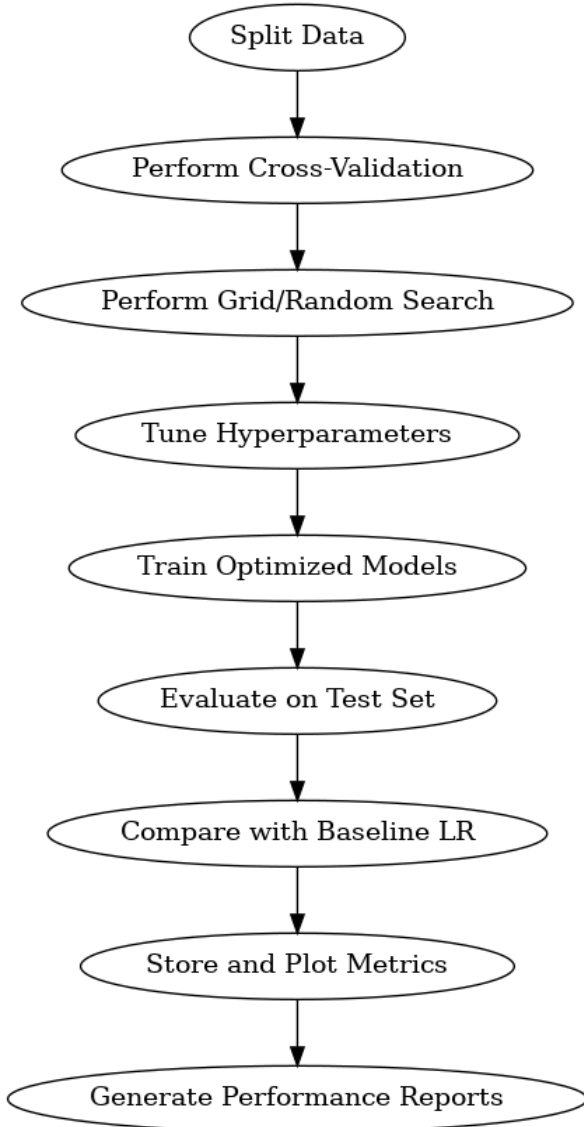 Split Data
Perform Cross-Validation
Perform Grid/Random Search
Tune Hyperparameters
Train Optimized Models
Evaluate on Test Set
Compare with Baseline LR
Store and Plot Metrics
Generate Performance Reports